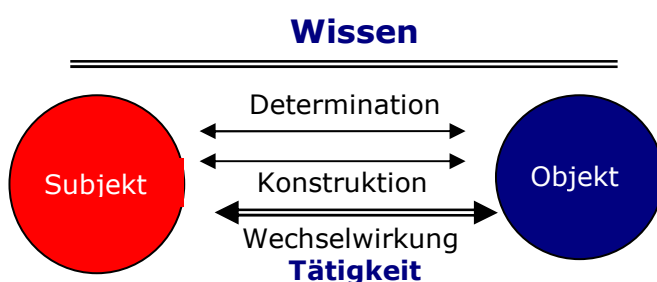 Wissen
Determination
Subjekt
Objekt
Konstruktion
Wechselwirkung
Tätigkeit